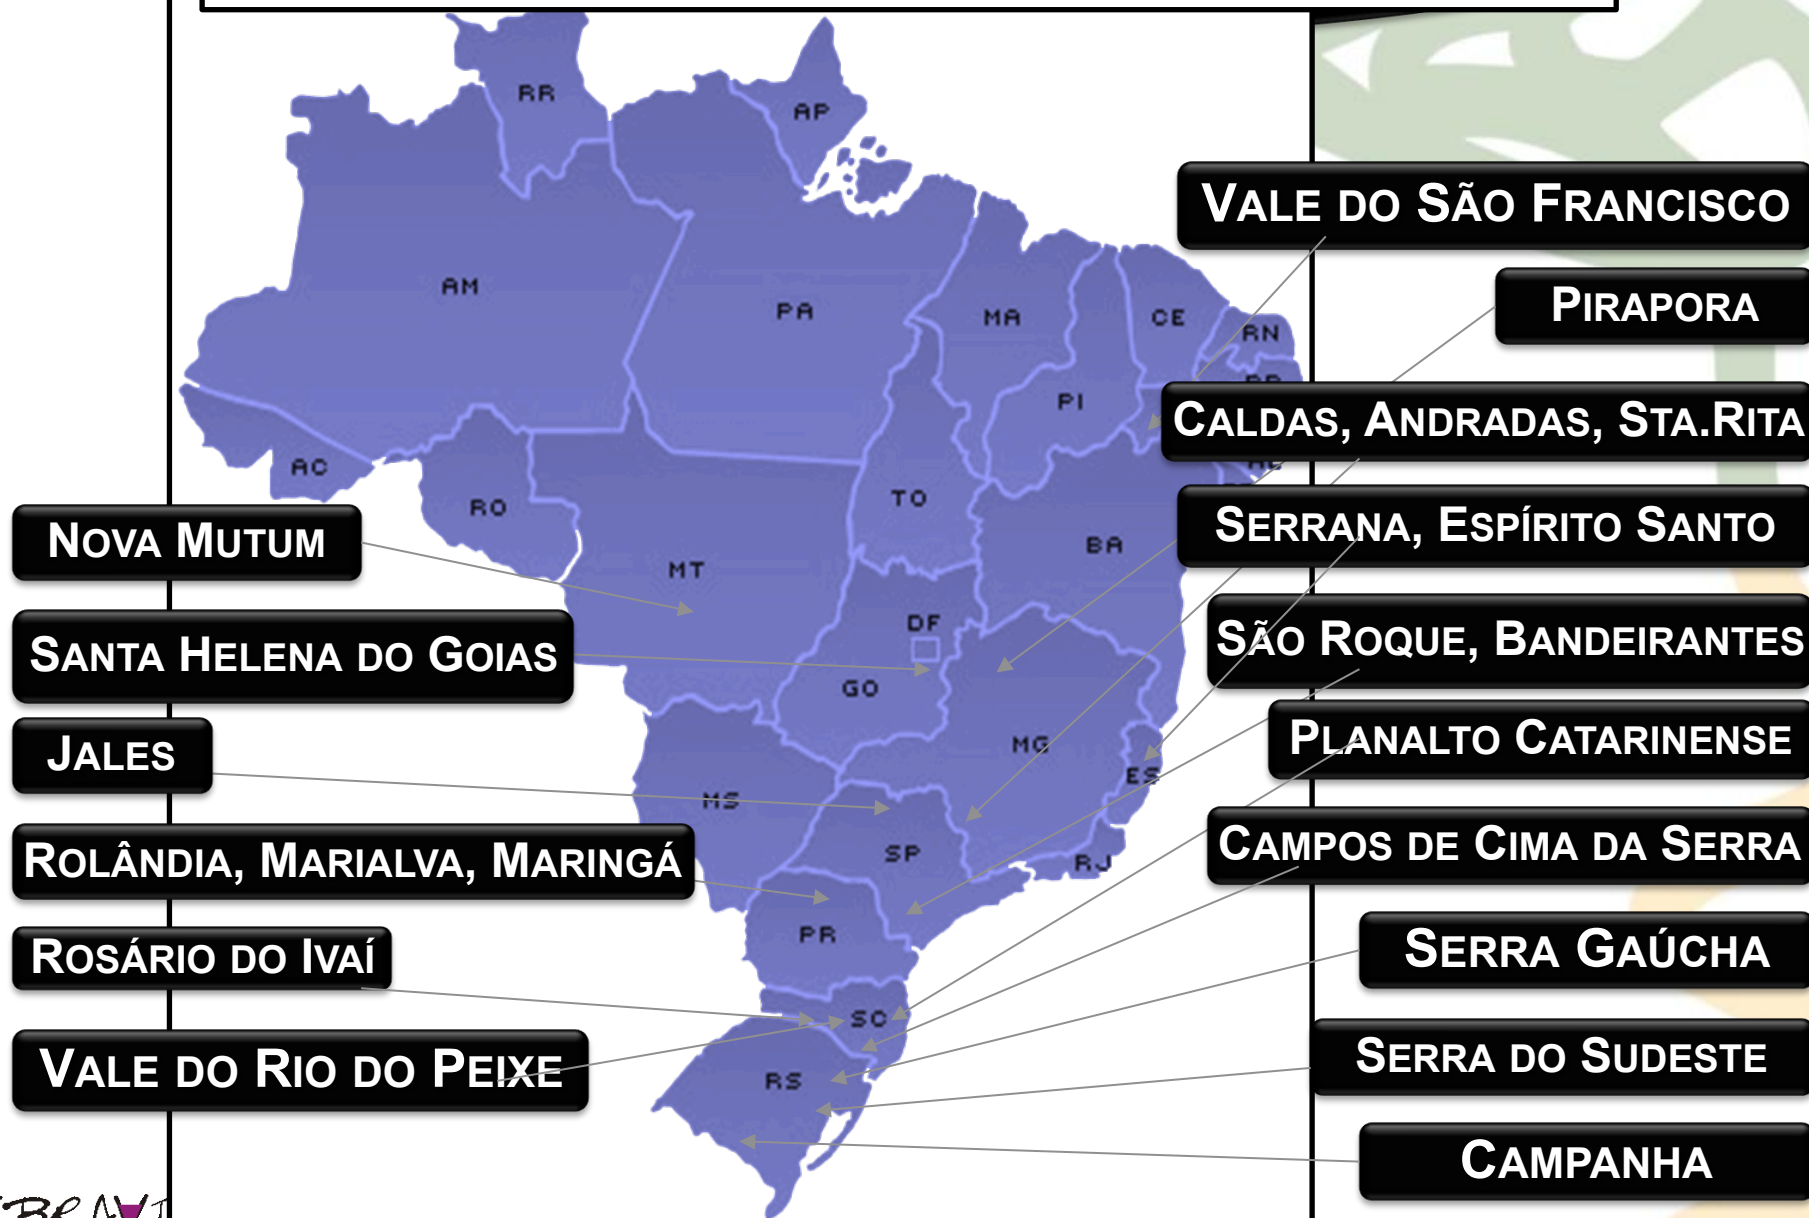 RR
AP
VALE DO SÃO FRANCISCO
AM
PA
MA
CE
RN
PIRAPORA
PI
CALDAS, ANDRADAS, STA.RITA
AC
RO
TO
BA
SERRANA, ESPÍRITO SANTO
NOVA MUTUM
MT
DF
SANTA HELENA DO GOIAS
GO
SÃO ROQUE, BANDEIRANTES
JALES
MS
MG
ES
PLANALTO CATARINENSE
ROLÂNDIA, MARIALVA, MARINGÁ
SP
RJ
CAMPOS DE CIMA DA SERRA
ROSÁRIO DO IVAÍ
PR
SERRA GAÚCHA
SC
VALE DO RIO DO PEIXE
RS
SERRA DO SUDESTE
CAMPANHA